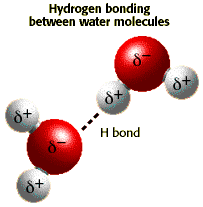 Hydrogen bonding
between water molecules
δ−
δ+
δ+
δ+
H bond
δ−
δ+